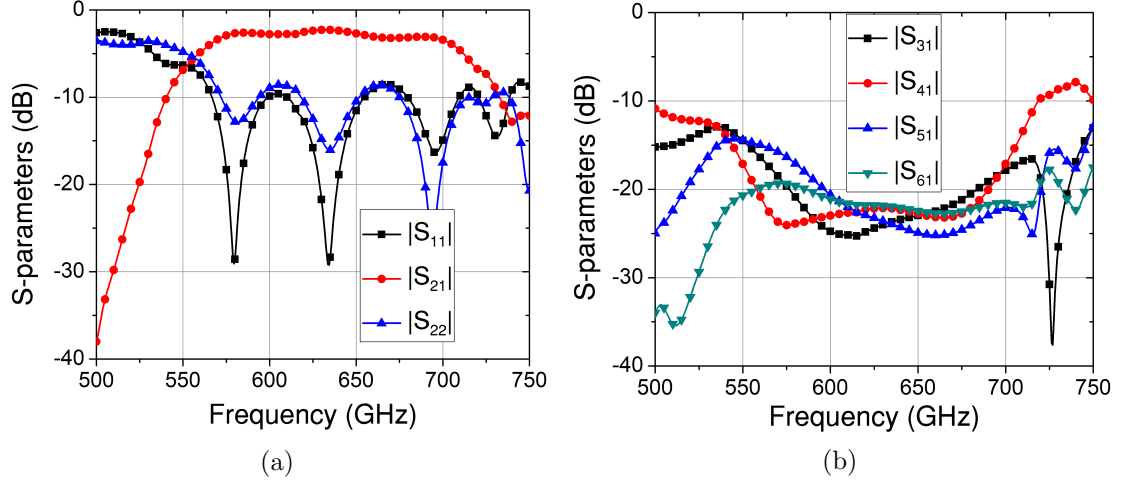 S-parameters (dB)
0
-10
-20
-30
-40
500 550 600 650 700 750
Frequency (GHz)
|S11|
|S21|
|S22|
(a)
S-parameters (dB)
0
-10
-20
-30
-40
500 550 600 650 700 750
Frequency (GHz)
|S31|
|S41|
|S51|
|S61|
(b)